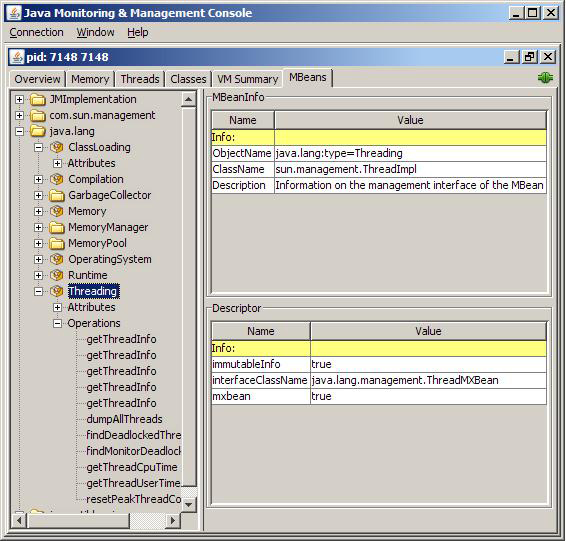 Java Monitoring & Management Console
Connection Window Help
pid: 7148 7148
Overview Memory Threads Classes VM Summary MBeans
JMImplementation
com.sun.management
java.lang
ClassLoading
Attributes
Compilation
GarbageCollector
Memory
MemoryManager
MemoryPool
OperatingSystem
Runtime
Threading
Attributes
Operations
getThreadInfo
getThreadInfo
getThreadInfo
getThreadInfo
getThreadInfo
dumpAllThreads
findDeadlockedThre
findMonitorDeadlock
getThreadCpuTime
getThreadUserTime
resetPeakThreadCo
MBeanInfo
Name Value
Info:
ObjectName java.lang:type=Threading
ClassName sun.management.ThreadImpl
Description Information on the management interface of the MBean
Descriptor
Name Value
Info:
immutableInfo true
interfaceClassName java.lang.management.ThreadMXBean
mxbean true